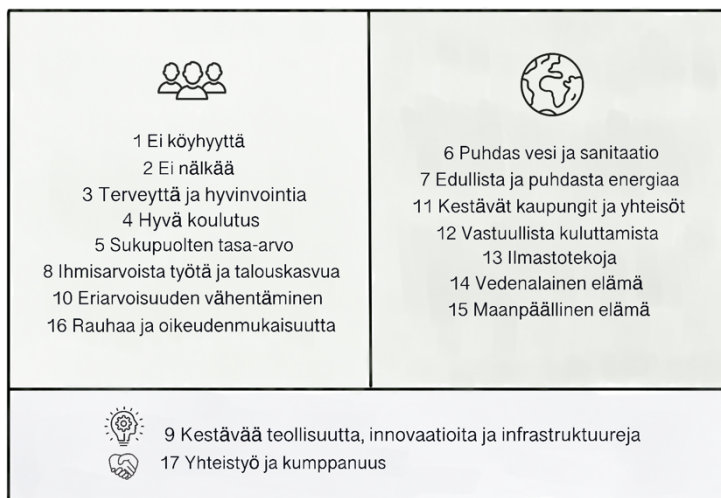 1 Ei köyhyyttä
2 Ei nälkää
3 Terveyttä ja hyvinvointia
4 Hyvä koulutus
5 Sukupuolten tasa-arvo
8 Ihmisarvoista työtä ja talouskasvua
10 Eriarvoisuuden vähentäminen
16 Rauhaa ja oikeudenmukaisuutta
6 Puhdas vesi ja sanitaatio
7 Edullista ja puhdasta energiaa
11 Kestävät kaupungit ja yhteisöt
12 Vastuullista kuluttamista
13 Ilmastotekoja
14 Vedenalainen elämä
15 Maanpäällinen elämä
9 Kestävää teollisuutta, innovaatioita ja infrastruktuureja
17 Yhteistyö ja kumppanuus